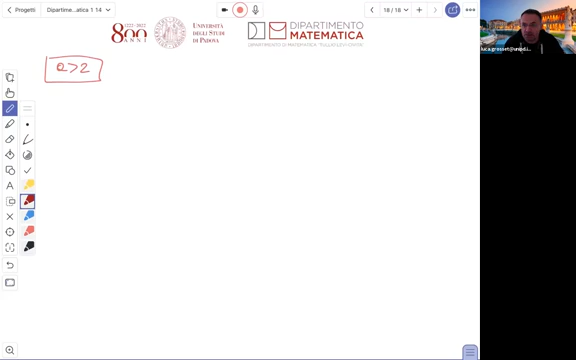 Progetti
Dipartime...atica 1 14
18 / 18
1222-2022
800
ANNI
UNIVERSITÀ
DEGLI STUDI
DI PADOVA
DIPARTIMENTO
MATEMATICA
DIPARTIMENTO DI MATEMATICA "TULLIO LEVI-CIVITA"
a>2
A